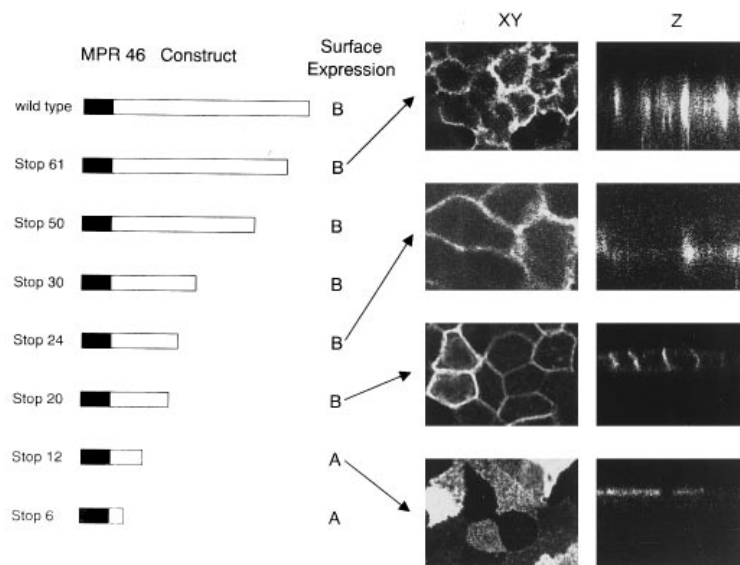 XY Z
MPR 46 Construct
Surface
Expression
wild type B
Stop 61 B
Stop 50 B
Stop 30 B
Stop 24 B
Stop 20 B
Stop 12 A
Stop 6 A